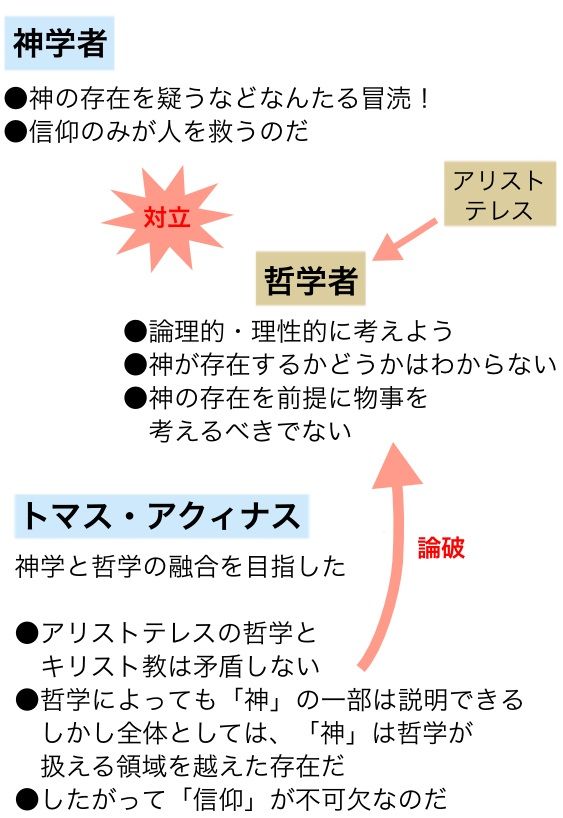 神学者
●神の存在を疑うなどなんたる冒涜！
●信仰のみが人を救うのだ
対立
アリスト
テレス
哲学者
●論理的・理性的に考えよう
●神が存在するかどうかはわからない
●神の存在を前提に物事を
考えるべきでない
トマス・アクィナス
神学と哲学の融合を目指した
論破
●アリストテレスの哲学と
キリスト教は矛盾しない
●哲学によっても「神」の一部は説明できる
しかし全体としては、「神」は哲学が
扱える領域を越えた存在だ
●したがって「信仰」が不可欠なのだ